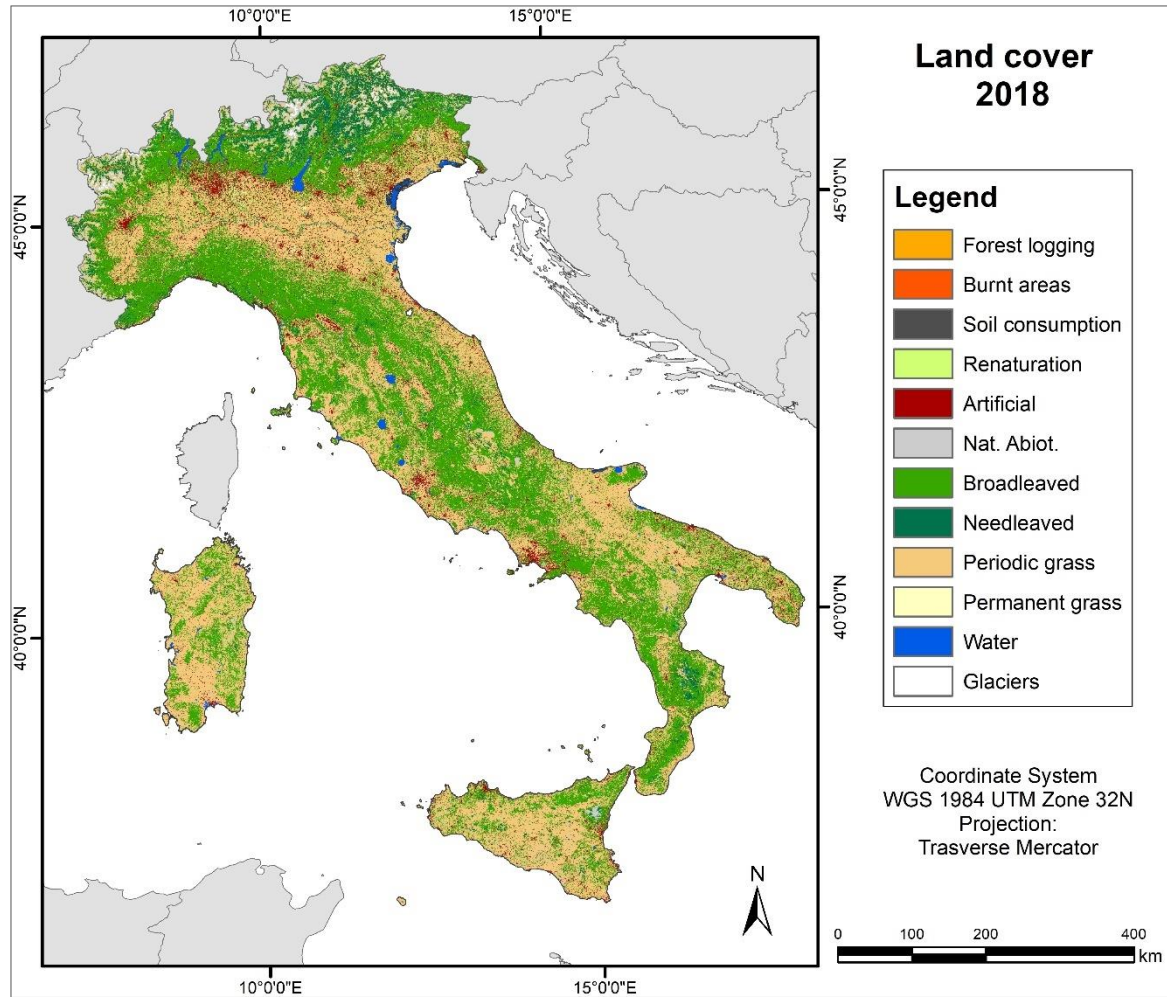 10°0'0"E
15°0'0"E
Land cover
2018
45°0'0"N
45°0'0"N
Legend
Forest logging
Burnt areas
Soil consumption
Renaturation
Artificial
Nat. Abiot.
Broadleaved
Needleaved
Periodic grass
Permanent grass
Water
Glaciers
40°0'0"N
40°0'0"N
Coordinate System
WGS 1984 UTM Zone 32N
Projection:
Trasverse Mercator
N
0 100 200 400
km
10°0'0"E
15°0'0"E